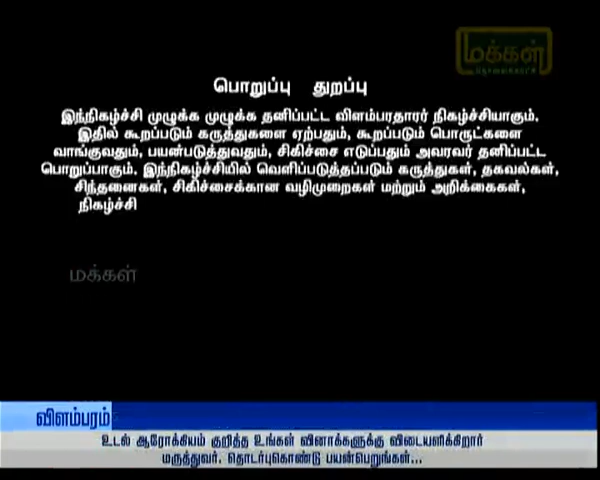 மக்கள்
தொலைக்காட்சி
பொறுப்பு துறப்பு
இந்நிகழ்ச்சி முழுக்க முழுக்க தனிப்பட்ட விளம்பரதாரர் நிகழ்ச்சியாகும்.
இதில் கூறப்படும் கருத்துகளை ஏற்பதும், கூறப்படும் பொருட்களை
வாங்குவதும், பயன்படுத்துவதும், சிகிச்சை எடுப்பதும் அவரவர் தனிப்பட்ட
பொறுப்பாகும். இந்நிகழ்ச்சியில் வெளிப்படுத்தப்படும் கருத்துகள், தகவல்கள்,
சிந்தனைகள், சிகிச்சைக்கான வழிமுறைகள் மற்றும் அறிக்கைகள்,
நிகழ்ச்சி
மக்கள்
விளம்பரம்
உடல் ஆரோக்கியம் குறித்த உங்கள் வினாக்களுக்கு விடையளிக்கிறார்
மருத்துவர். தொடர்புகொண்டு பயன்பெறுங்கள்...